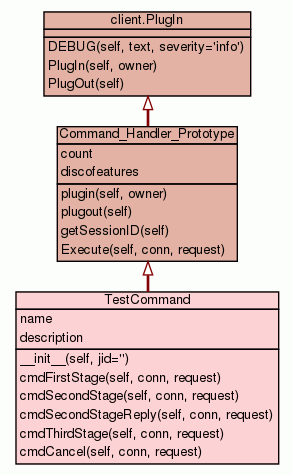 client.PlugIn
DEBUG(self, text, severity='info')
PlugIn(self, owner)
PlugOut(self)
Command_Handler_Prototype
count
discofeatures
plugin(self, owner)
plugout(self)
getSessionID(self)
Execute(self, conn, request)
TestCommand
name
description
__init__(self, jid='')
cmdFirstStage(self, conn, request)
cmdSecondStage(self, conn, request)
cmdSecondStageReply(self, conn, request)
cmdThirdStage(self, conn, request)
cmdCancel(self, conn, request)